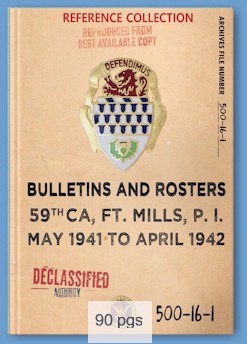 REFERENCE COLLECTION
REPRODUCED FROM
BEST AVAILABLE COPY
ARCHIVES FILE NUMBER 500-16-1
DEFENDIMUS
BULLETINS AND ROSTERS
59TH CA, FT. MILLS, P. I.
MAY 1941 TO APRIL 1942
DECLASSIFIED
AUTHORITY
90 pgs
500-16-1